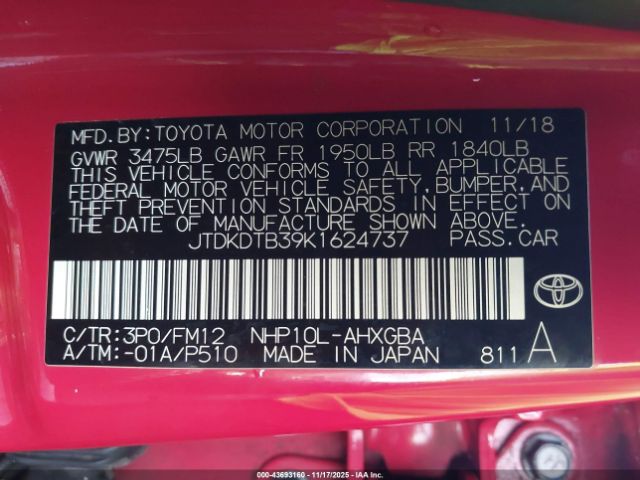 MFD.BY:TOYOTA MOTOR CORPORATION 11/18
GVWR 3475LB GAWR FR 1950LB RR 1840LB
THIS VEHICLE CONFORMS TO ALL APPLICABLE
FEDERAL MOTOR VEHICLE SAFETY,BUMPER,AND
THEFT PREVENTION STANDARDS IN EFFECT ON
THE DATE OF MANUFACTURE SHOWN ABOVE.
JTDKDTB39K1624737 PASS.CAR
C/TR:3P0/FM12 NHP10L-AHXGBA
A/TM:-01A/P510 MADE IN JAPAN 811 A
000-43693160 - 11/17/2025 - IAAI.COM